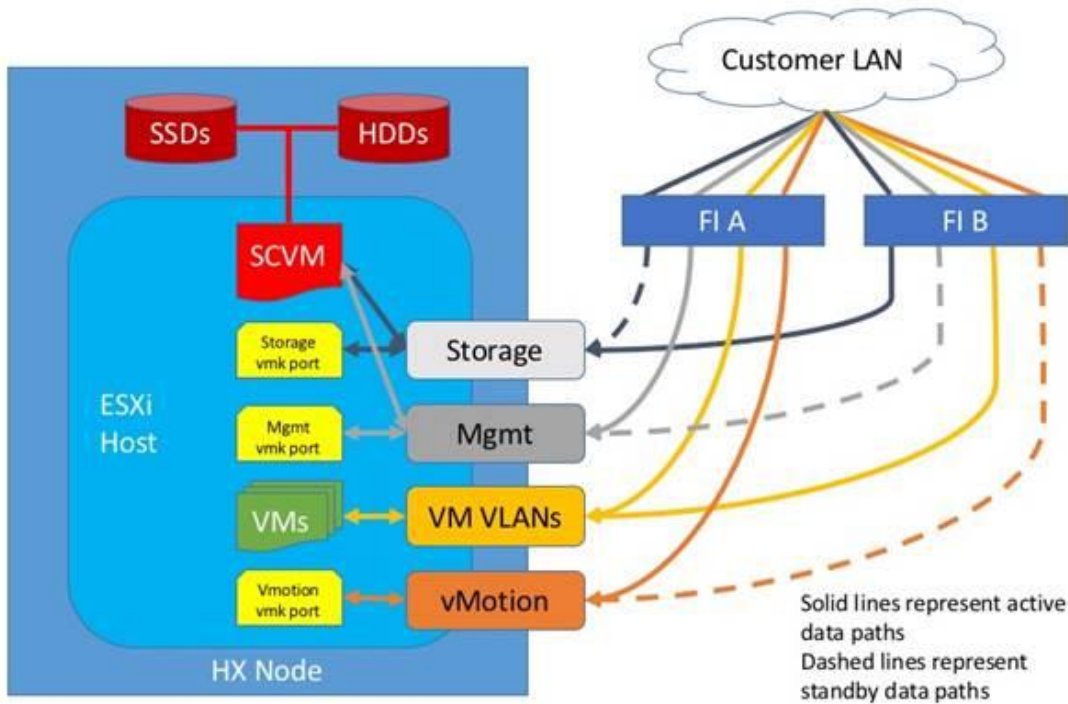 Customer LAN
SSDs
HDDs
FI A
FI B
SCVM
Storage
vmk port
Storage
ESXi
Host
Mgmt
vmk port
Mgmt
VMs
VM VLANs
Vmotion
vmk port
vMotion
HX Node
Solid lines represent active
data paths
Dashed lines represent
standby data paths